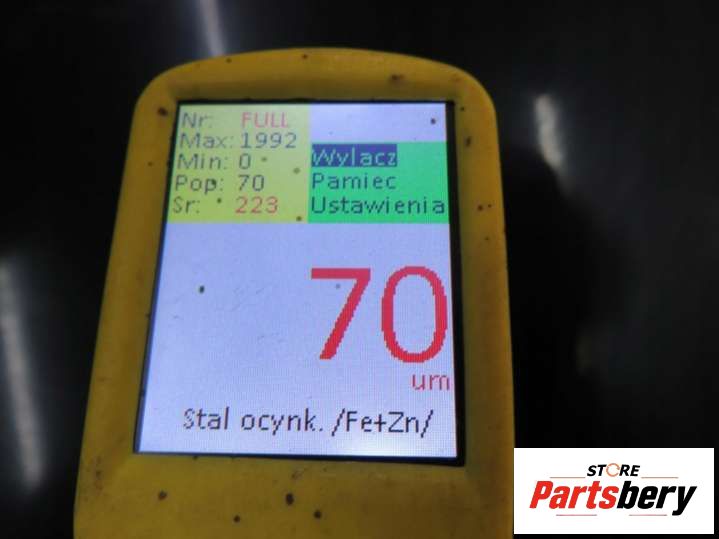 Nr: FULL
Max: 1992
Min: 0
Pop: 70
Sr: 223
Wylacz
Pamiec
Ustawienia
70
um
Stal ocynk. /Fe+Zn/
STORE
Partsbery